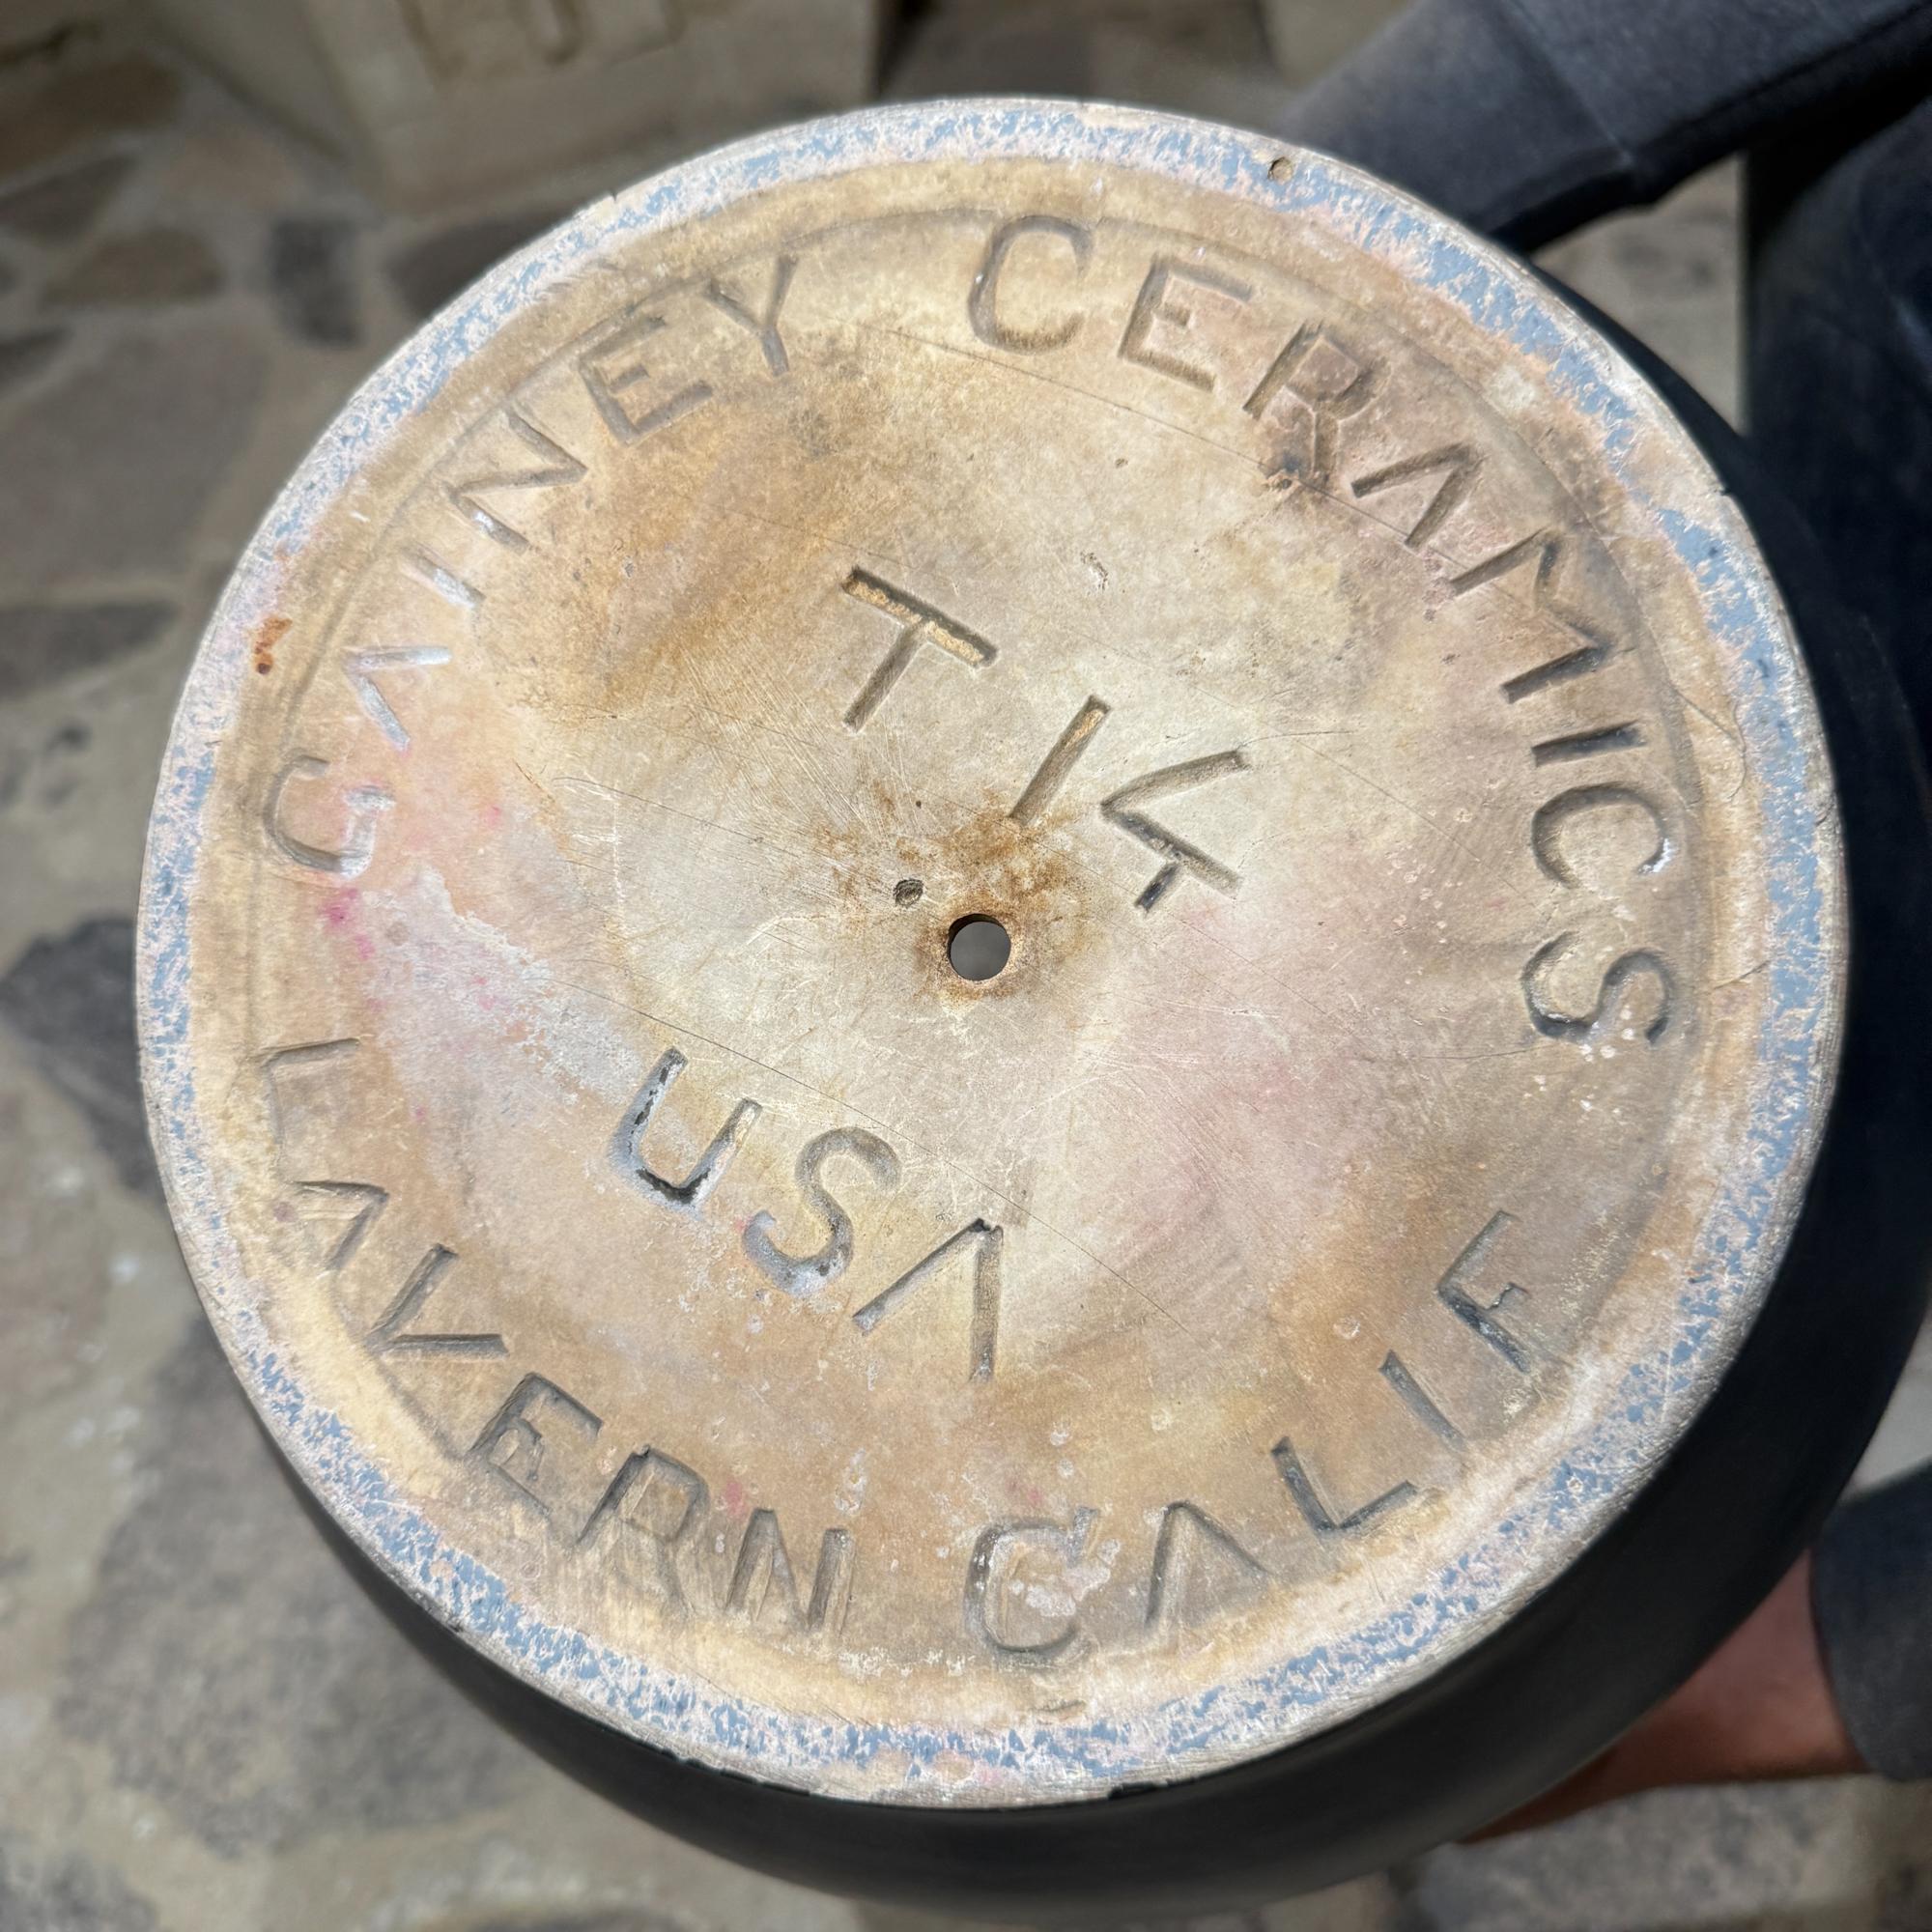 GAINEY CERAMICS
T 14
USA
LAVERN CALIF